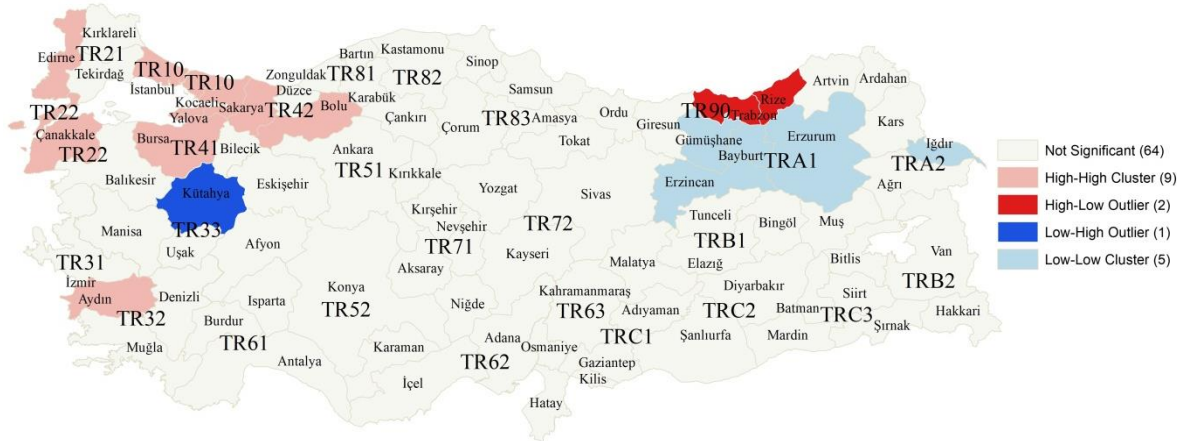 Kırklareli
Edirne
TR21
Tekirdağ
TR10
TR10
İstanbul
Kocaeli
Yalova
Sakarya
Zonguldak
Düzce
TR42
Bolu
Bartın
TR81
Karabük
Kastamonu
TR82
Sinop
Samsun
TR83
Amasya
Çankırı
Çorum
Tokat
Ordu
Giresun
TR90
Trabzon
Rize
Artvin
Ardahan
Kars
Gümüşhane
Bayburt
Erzurum
TRA1
Erzincan
Iğdır
TRA2
Ağrı
TR22
Çanakkale
TR22
Bursa
TR41
Bilecik
Balıkesir
Kütahya
TR33
Eskişehir
Ankara
TR51
Kırıkkale
Yozgat
Sivas
Kırşehir
Nevşehir
TR71
TR72
Kayseri
Aksaray
Tunceli
Bingöl
Muş
TRB1
Elazığ
Malatya
Bitlis
Van
TRB2
Hakkari
Manisa
Uşak
Afyon
TR31
İzmir
Aydın
TR32
Denizli
Muğla
Isparta
Burdur
TR61
Antalya
Konya
TR52
Karaman
Niğde
İçel
Adana
TR62
Osmaniye
Hatay
Kahramanmaraş
TR63
Adıyaman
TRC1
Gaziantep
Kilis
Şanlıurfa
Diyarbakır
TRC2
Batman
Mardin
Siirt
TRC3
Şırnak
Not Significant (64)
High-High Cluster (9)
High-Low Outlier (2)
Low-High Outlier (1)
Low-Low Cluster (5)